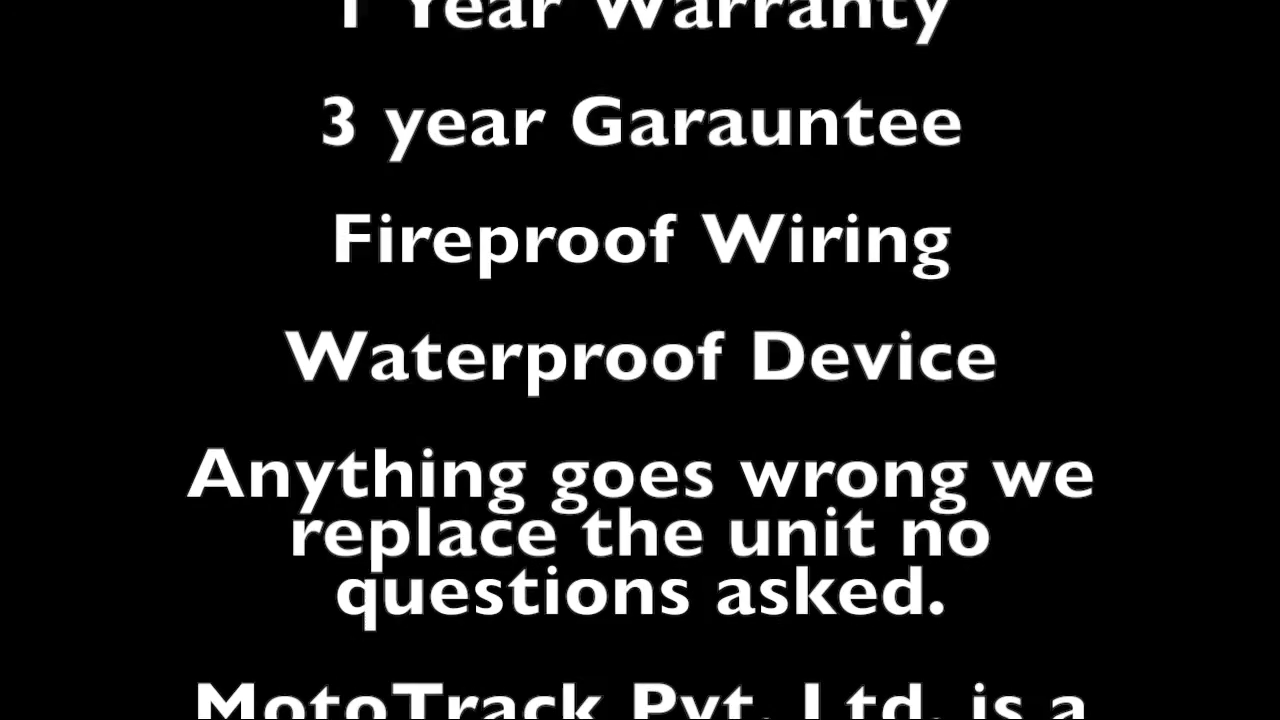 1 Year Warranty
3 year Garauntee
Fireproof Wiring
Waterproof Device
Anything goes wrong we
replace the unit no
questions asked.
MotoTrack Pvt. Ltd. is a